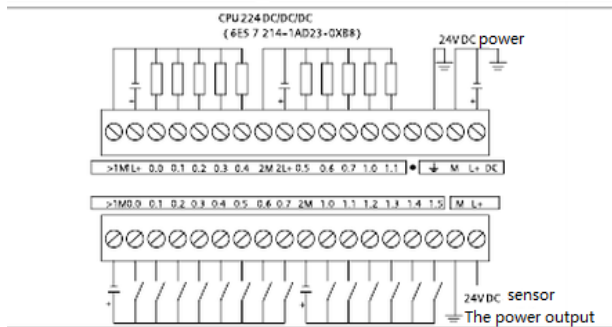 CPU 224 DC/DC/DC
(6ES 7 214-1AD23-0XB8)
24V DC power
>1M 1L+ 0.0 0.1 0.2 0.3 0.4 2M 2L+ 0.5 0.6 0.7 1.0 1.1 • ⏚ M L+ DC
>1M 0.0 0.1 0.2 0.3 0.4 0.5 0.6 0.7 2M 1.0 1.1 1.2 1.3 1.4 1.5 M L+
24V DC sensor
The power output